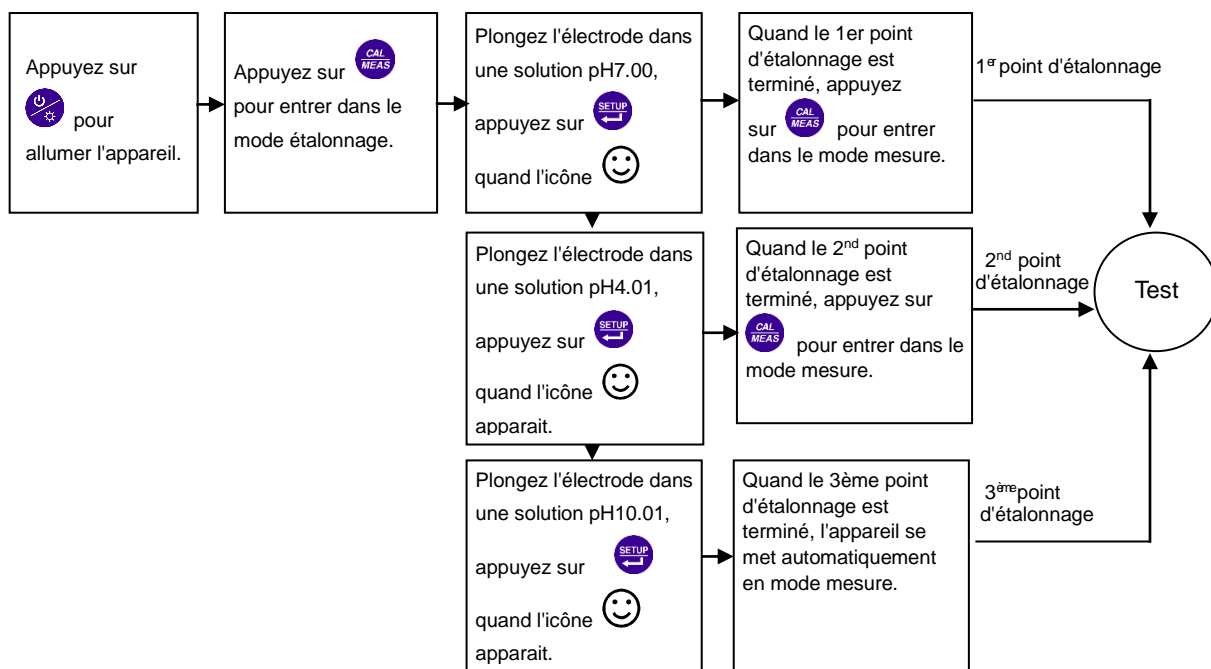 Appuyez sur
pour
allumer l'appareil.
Appuyez sur CAL
MEAS
pour entrer dans le
mode étalonnage.
Plongez l'électrode dans
une solution pH7.00,
appuyez sur SETUP
quand l'icône
Quand le 1er point
d'étalonnage est
terminé, appuyez
sur CAL
MEAS pour entrer
dans le mode mesure.
1er point d'étalonnage
Plongez l'électrode dans
une solution pH4.01,
appuyez sur SETUP
quand l'icône
apparait.
Quand le 2nd point
d'étalonnage est
terminé, appuyez sur
CAL
MEAS pour entrer dans le
mode mesure.
2nd point
d'étalonnage
Test
Plongez l'électrode dans
une solution pH10.01,
appuyez sur SETUP
quand l'icône
apparait.
Quand le 3ème point
d'étalonnage est
terminé, l'appareil se
met automatiquement
en mode mesure.
3ème point
d'étalonnage